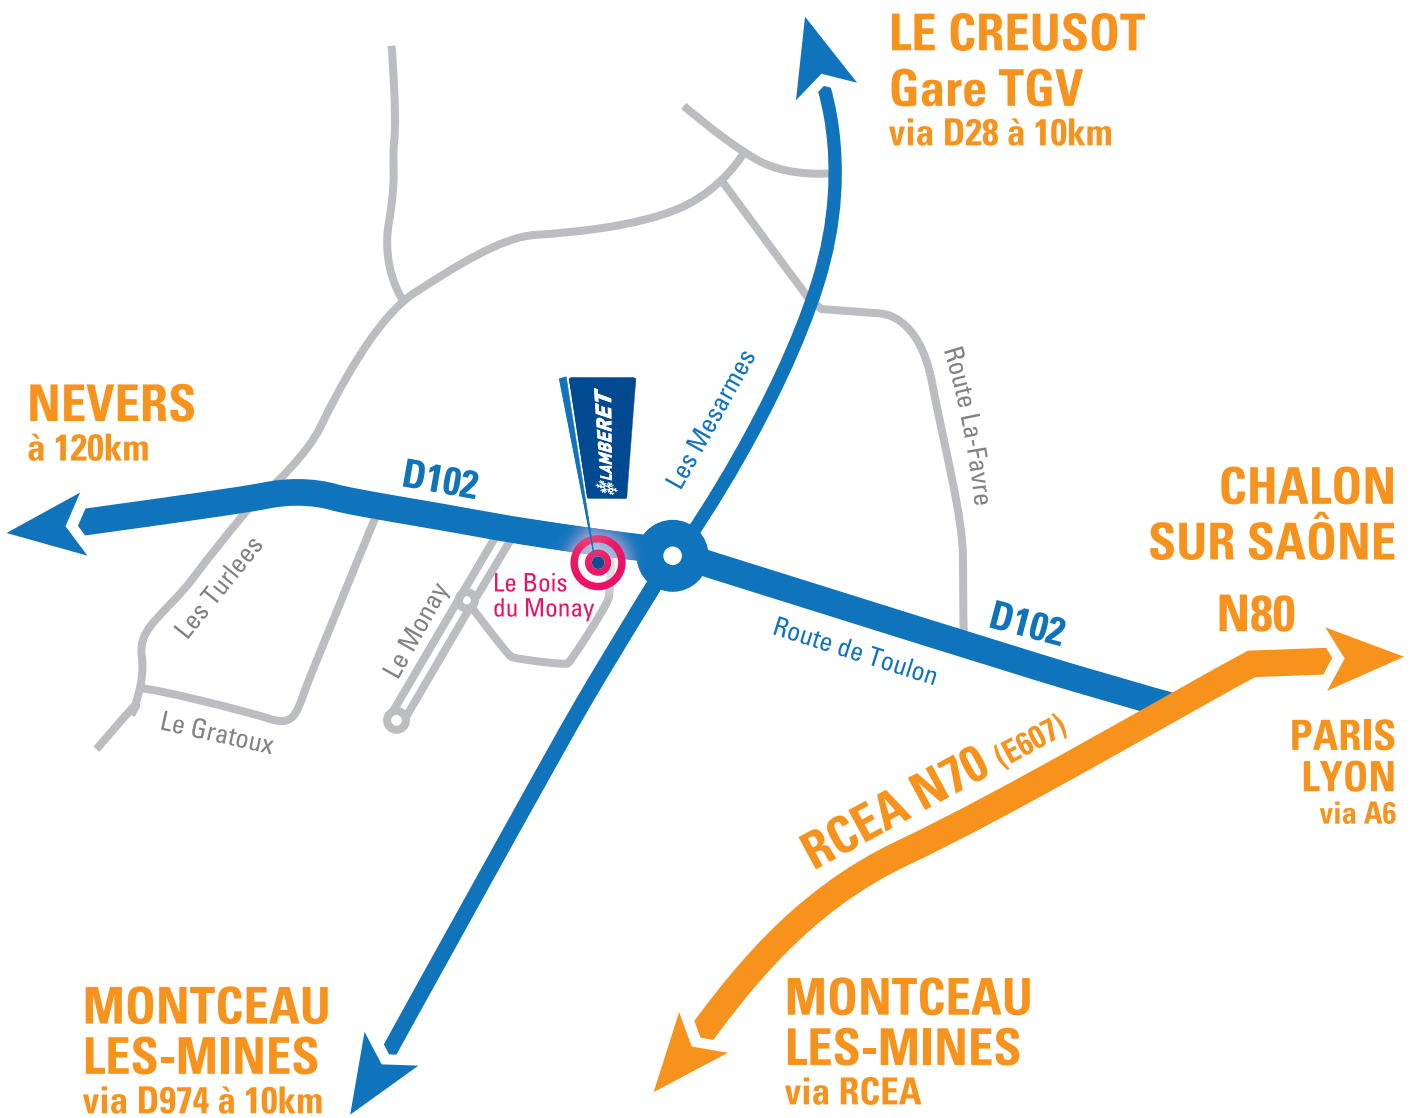 LE CREUSOT
Gare TGV
via D28 à 10km
NEVERS
à 120km
D102
LAMBERET
Les Mesarmes
Route La-Favre
CHALON
SUR SAÔNE
N80
Les Turlees
Le Monay
Le Bois
du Monay
D102
Route de Toulon
Le Gratoux
RCEA N70 (E607)
PARIS
LYON
via A6
MONTCEAU
LES-MINES
via D974 à 10km
MONTCEAU
LES-MINES
via RCEA